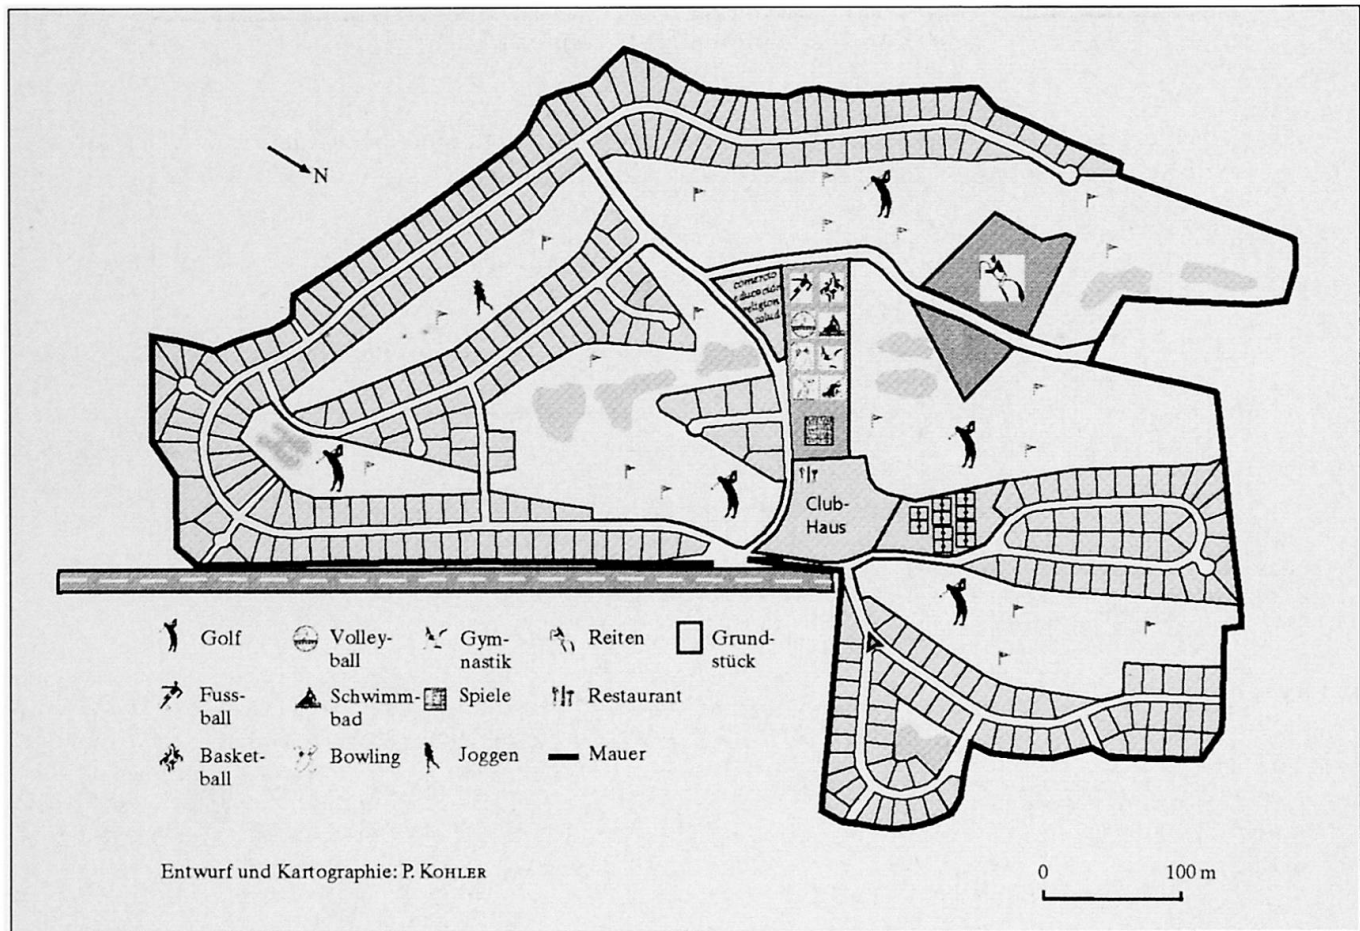 N
comercio
educación
religion
salud
Club-
Haus
Golf
Volley-
ball
Gym-
nastik
Reiten
Grund-
stück
Fuss-
ball
Schwimm-
bad
Spiele
Restaurant
Basket-
ball
Bowling
Joggen
Mauer
Entwurf und Kartographie: P. KOHLER
0 100 m